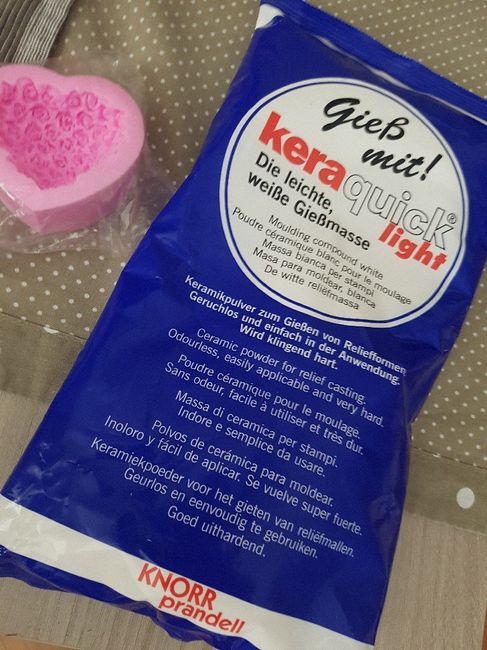 Gieß
mit!
keraquick®
light
Die leichte,
weiße Gießmasse
Moulding compound white
Poudre céramique blanc pour le moulage
Massa bianca per stampi
Masa para moldear, blanca
De witte reliëfmassa
Keramikpulver zum Gießen von Reliefformen
Geruchlos und einfach in der Anwendung.
Wird klingend hart.
Ceramic powder for relief casting.
Odourless, easily applicable and very hard.
Poudre céramique pour le moulage.
Sans odeur, facile à utiliser et très dur.
Massa di ceramica per stampi.
Indore e semplice da usare.
Polvos de cerámica para moldear.
Inoloro y fácil de aplicar. Se vuelve super fuerte.
Keramiekpoeder voor het gieten van reliëfmallen.
Geurlos en eenvoudig te gebruiken.
Goed uithardend.
KNORR
prandell